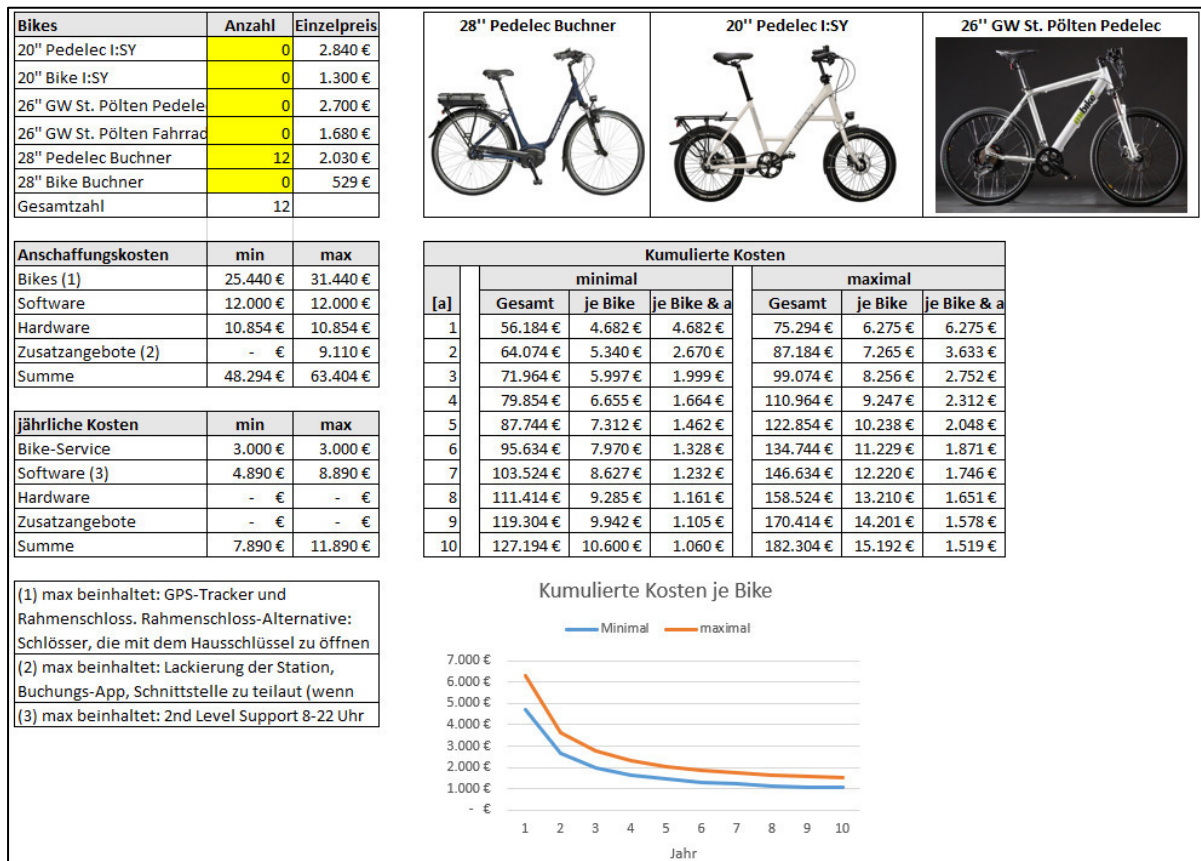 Bikes Anzahl Einzelpreis
20'' Pedelec I:SY 0 2.840 €
20'' Bike I:SY 0 1.300 €
26'' GW St. Pölten Pedele 0 2.700 €
26'' GW St. Pölten Fahrrad 0 1.680 €
28'' Pedelec Buchner 12 2.030 €
28'' Bike Buchner 0 529 €
Gesamtzahl 12
28'' Pedelec Buchner 20'' Pedelec I:SY 26'' GW St. Pölten Pedelec
Anschaffungskosten min max
Bikes (1) 25.440 € 31.440 €
Software 12.000 € 12.000 €
Hardware 10.854 € 10.854 €
Zusatzangebote (2) - € 9.110 €
Summe 48.294 € 63.404 €
jährliche Kosten min max
Bike-Service 3.000 € 3.000 €
Software (3) 4.890 € 8.890 €
Hardware - € - €
Zusatzangebote - € - €
Summe 7.890 € 11.890 €
Kumulierte Kosten
minimal maximal
[a] Gesamt je Bike je Bike & a Gesamt je Bike je Bike & a
1 56.184 € 4.682 € 4.682 € 75.294 € 6.275 € 6.275 €
2 64.074 € 5.340 € 2.670 € 87.184 € 7.265 € 3.633 €
3 71.964 € 5.997 € 1.999 € 99.074 € 8.256 € 2.752 €
4 79.854 € 6.655 € 1.664 € 110.964 € 9.247 € 2.312 €
5 87.744 € 7.312 € 1.462 € 122.854 € 10.238 € 2.048 €
6 95.634 € 7.970 € 1.328 € 134.744 € 11.229 € 1.871 €
7 103.524 € 8.627 € 1.232 € 146.634 € 12.220 € 1.746 €
8 111.414 € 9.285 € 1.161 € 158.524 € 13.210 € 1.651 €
9 119.304 € 9.942 € 1.105 € 170.414 € 14.201 € 1.578 €
10 127.194 € 10.600 € 1.060 € 182.304 € 15.192 € 1.519 €
(1) max beinhaltet: GPS-Tracker und
Rahmenschloss. Rahmenschloss-Alternative:
Schlösser, die mit dem Hausschlüssel zu öffnen
(2) max beinhaltet: Lackierung der Station,
Buchungs-App, Schnittstelle zu teilaut (wenn
(3) max beinhaltet: 2nd Level Support 8-22 Uhr
Kumulierte Kosten je Bike
Minimal maximal
7.000 €
6.000 €
5.000 €
4.000 €
3.000 €
2.000 €
1.000 €
- €
1 2 3 4 5 6 7 8 9 10
Jahr